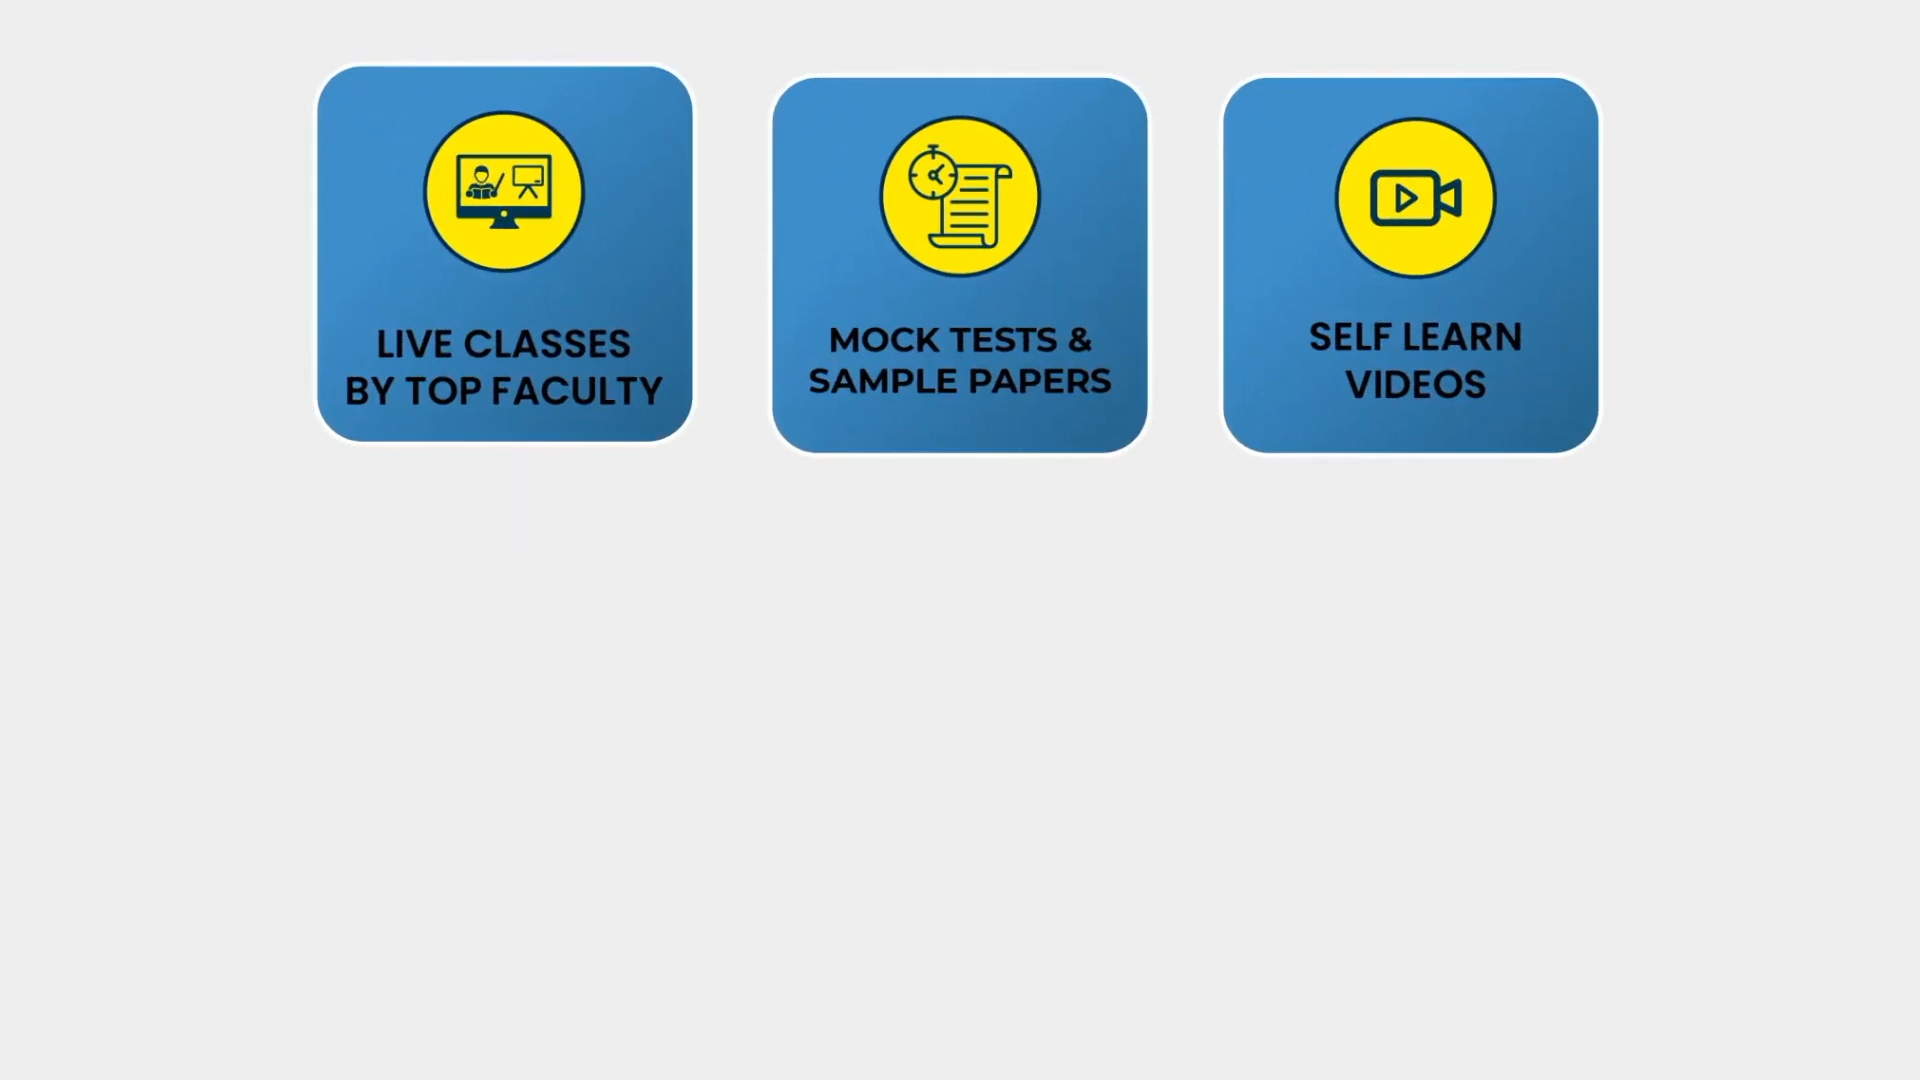 LIVE CLASSES
BY TOP FACULTY
MOCK TESTS &
SAMPLE PAPERS
SELF LEARN
VIDEOS